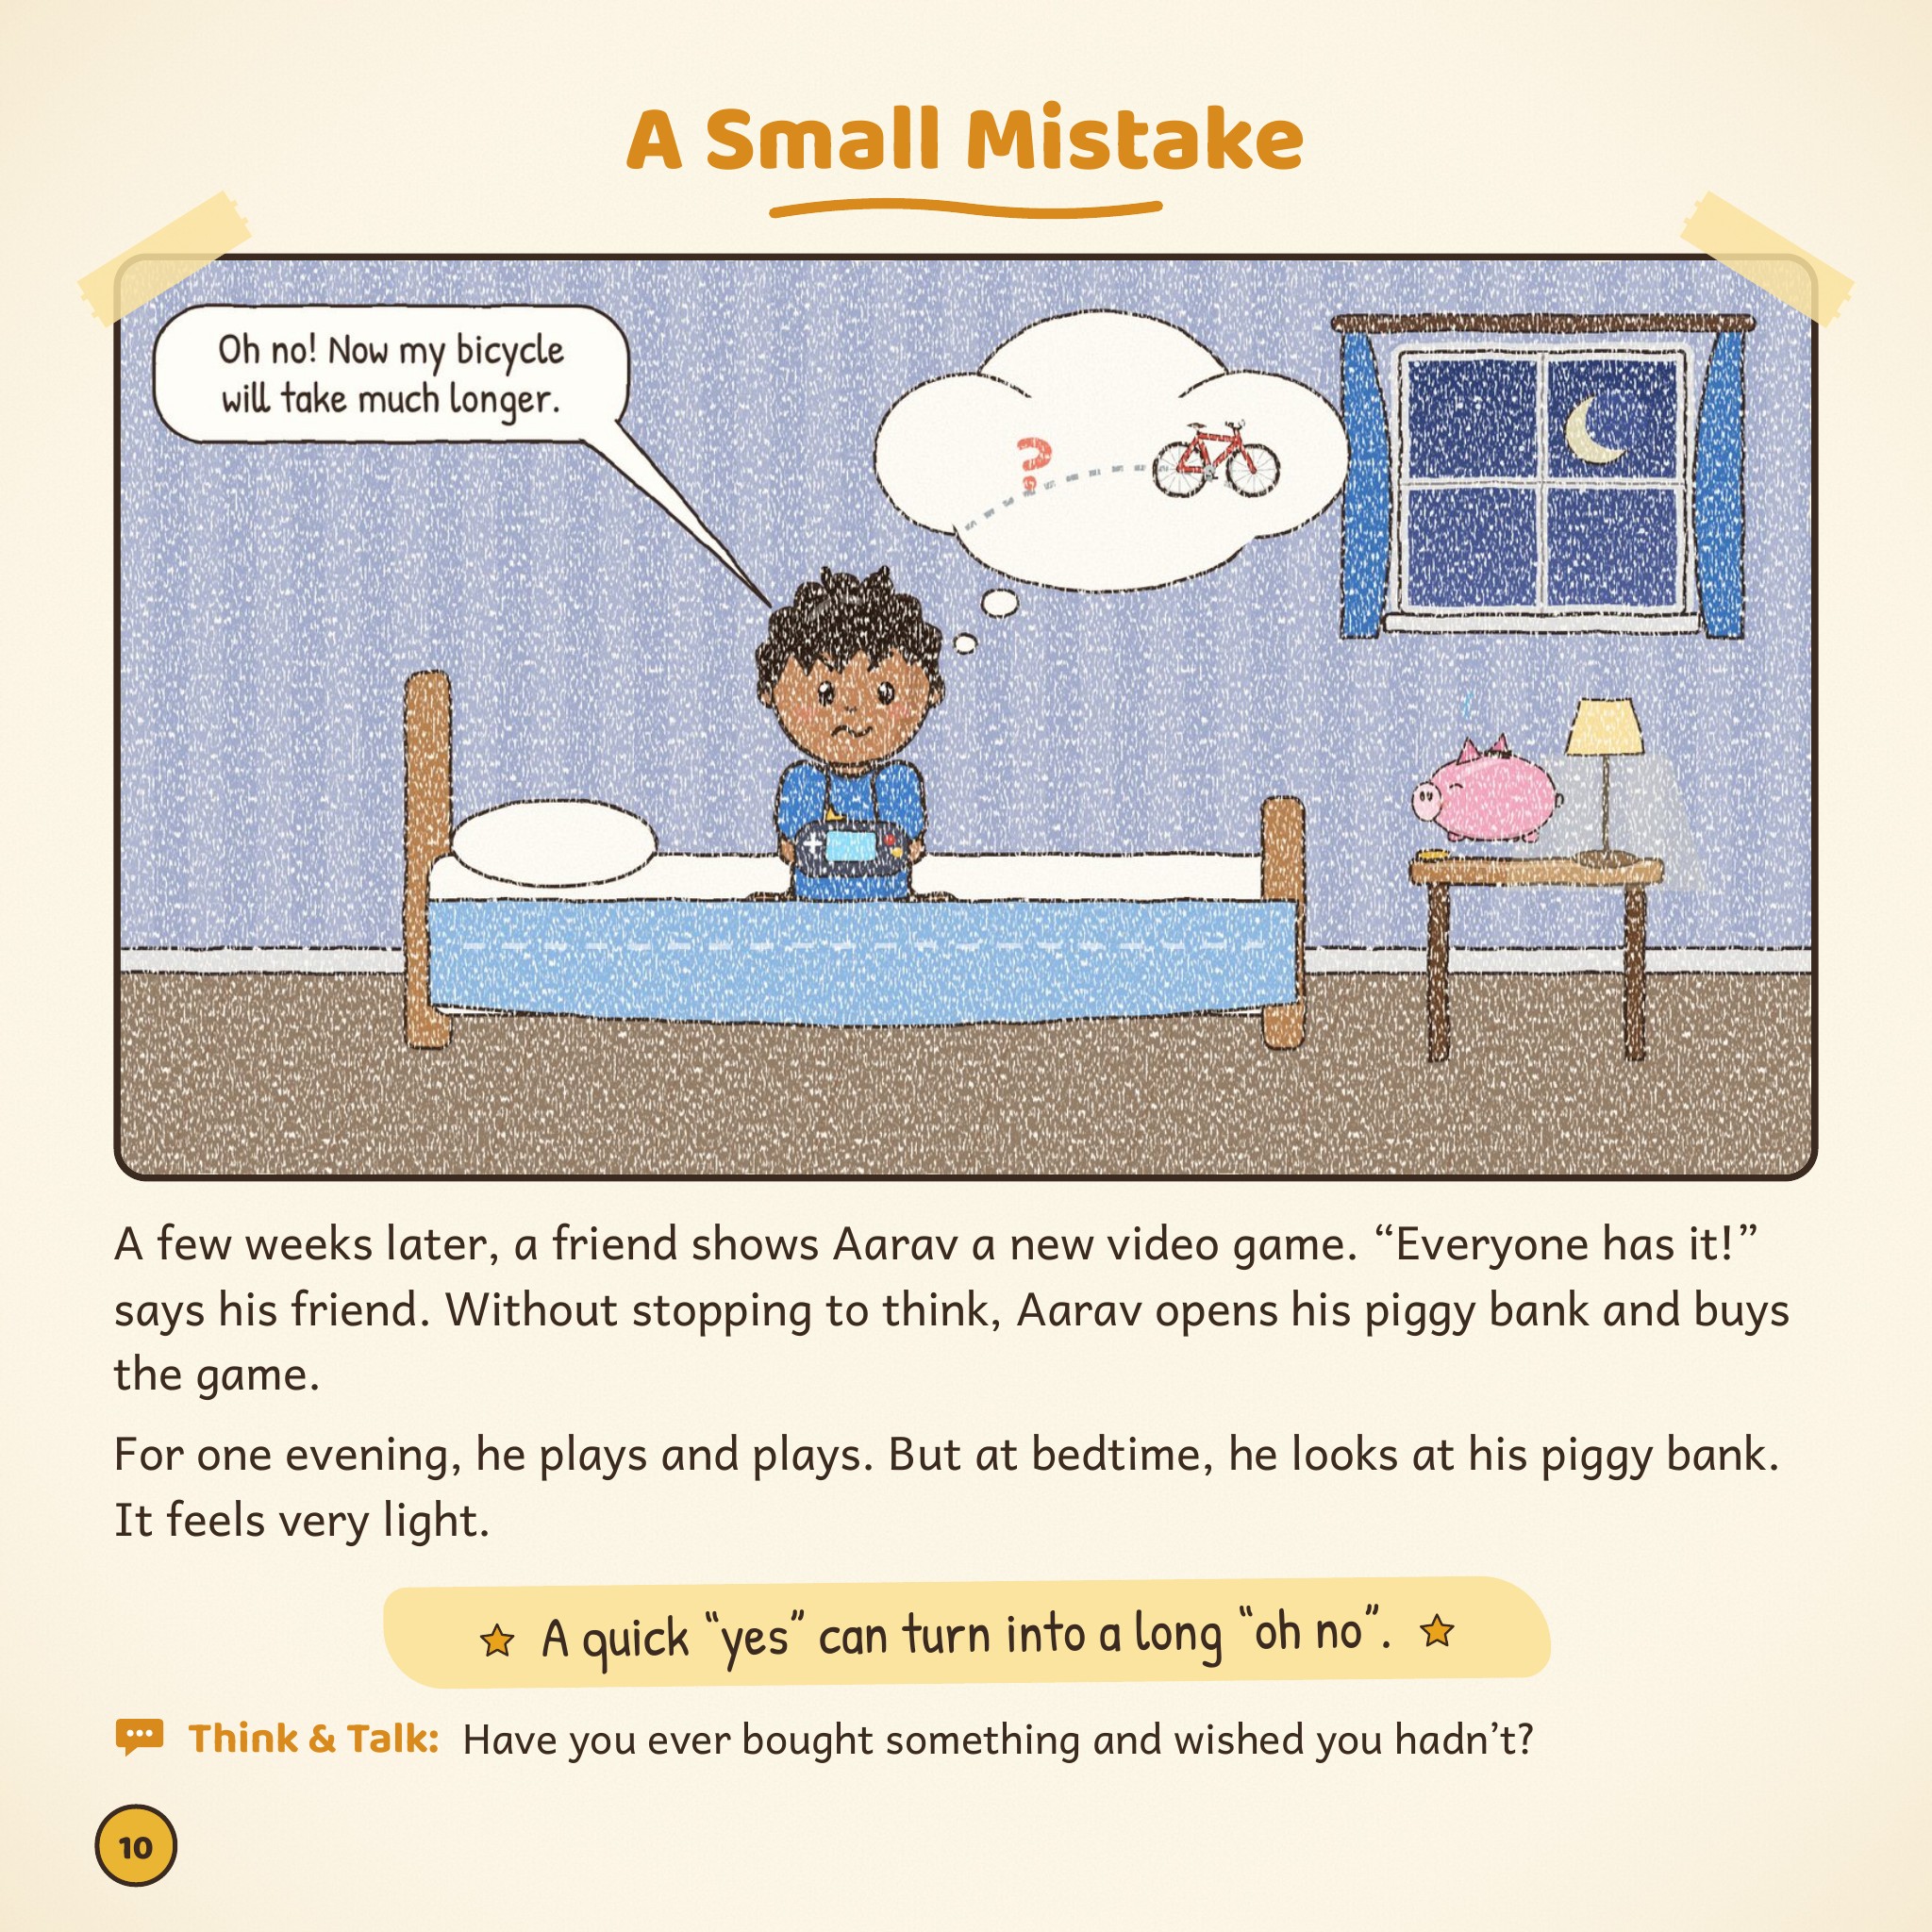 A Small Mistake
Oh no! Now my bicycle
will take much longer.
?
A few weeks later, a friend shows Aarav a new video game. “Everyone has it!”
says his friend. Without stopping to think, Aarav opens his piggy bank and buys
the game.
For one evening, he plays and plays. But at bedtime, he looks at his piggy bank.
It feels very light.
A quick “yes” can turn into a long “oh no”.
Think & Talk: Have you ever bought something and wished you hadn’t?
10